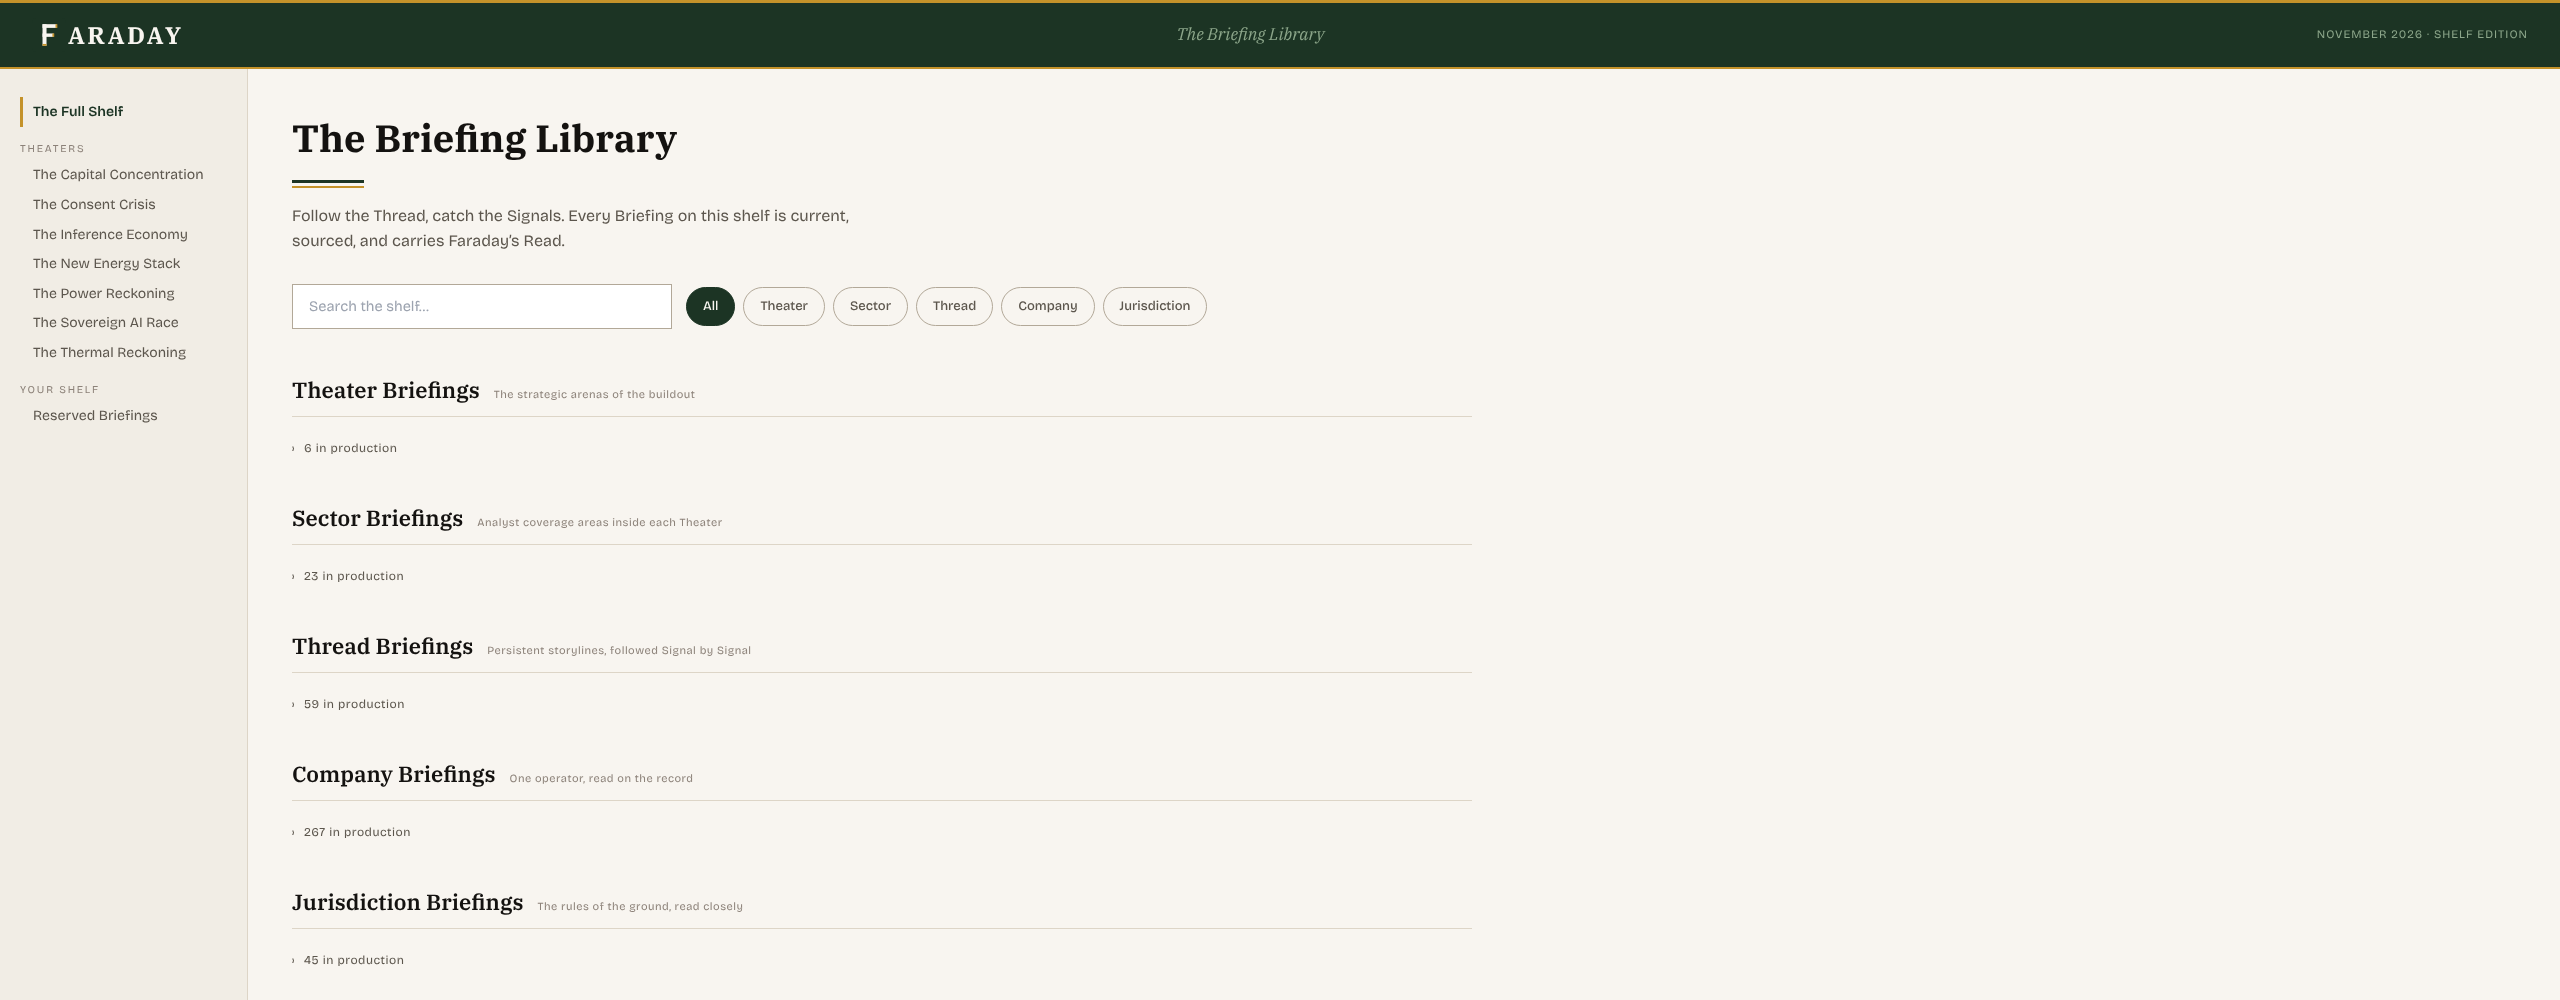 FARADAY
The Briefing Library
NOVEMBER 2026 · SHELF EDITION
The Full Shelf
THEATERS
The Capital Concentration
The Consent Crisis
The Inference Economy
The New Energy Stack
The Power Reckoning
The Sovereign AI Race
The Thermal Reckoning
YOUR SHELF
Reserved Briefings
The Briefing Library
Follow the Thread, catch the Signals. Every Briefing on this shelf is current,
sourced, and carries Faraday's Read.
Search the shelf...
All
Theater
Sector
Thread
Company
Jurisdiction
Theater Briefings The strategic arenas of the buildout
› 6 in production
Sector Briefings Analyst coverage areas inside each Theater
› 23 in production
Thread Briefings Persistent storylines, followed Signal by Signal
› 59 in production
Company Briefings One operator, read on the record
› 267 in production
Jurisdiction Briefings The rules of the ground, read closely
› 45 in production